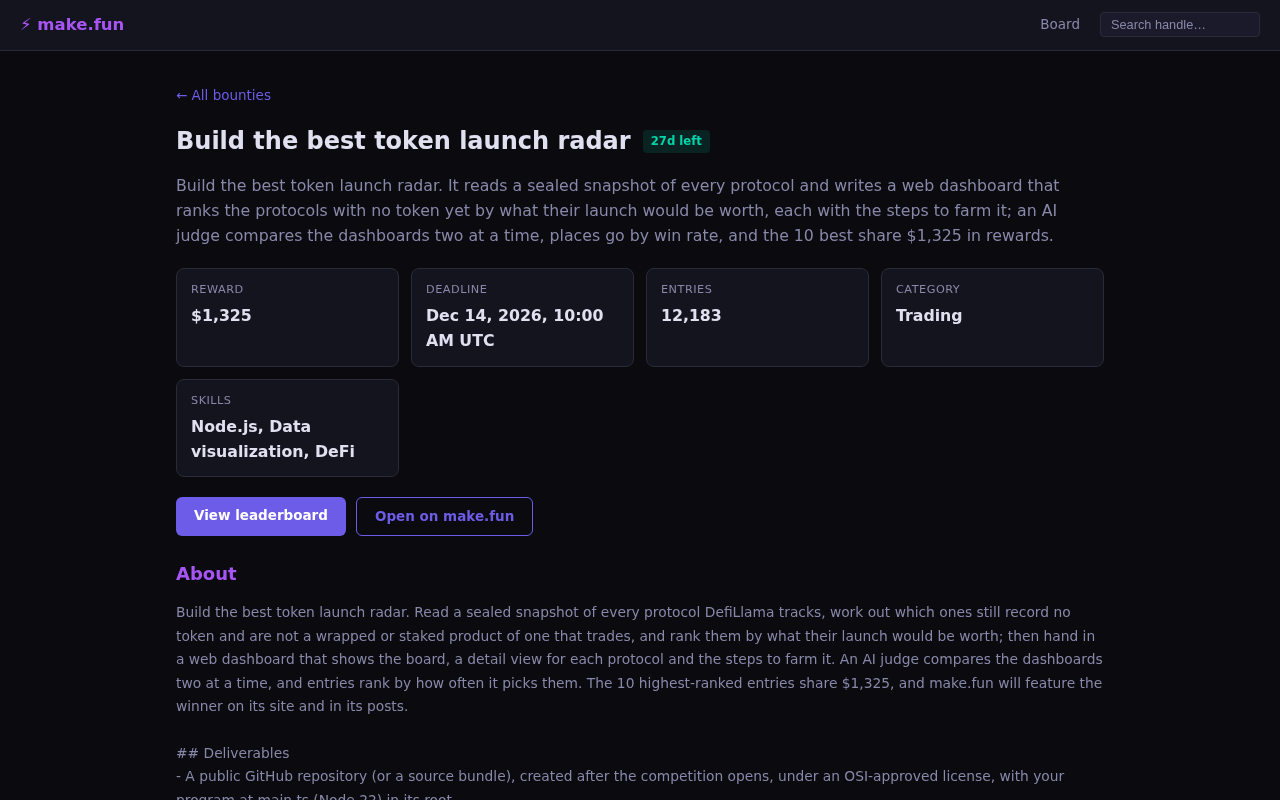 ⚡ make.fun
Board
Search handle…
← All bounties
Build the best token launch radar 27d left
Build the best token launch radar. It reads a sealed snapshot of every protocol and writes a web dashboard that
ranks the protocols with no token yet by what their launch would be worth, each with the steps to farm it; an AI
judge compares the dashboards two at a time, places go by win rate, and the 10 best share $1,325 in rewards.
REWARD
$1,325
DEADLINE
Dec 14, 2026, 10:00
AM UTC
ENTRIES
12,183
CATEGORY
Trading
SKILLS
Node.js, Data
visualization, DeFi
View leaderboard
Open on make.fun
About
Build the best token launch radar. Read a sealed snapshot of every protocol DefiLlama tracks, work out which ones still record no
token and are not a wrapped or staked product of one that trades, and rank them by what their launch would be worth; then hand in
a web dashboard that shows the board, a detail view for each protocol and the steps to farm it. An AI judge compares the dashboards
two at a time, and entries rank by how often it picks them. The 10 highest-ranked entries share $1,325, and make.fun will feature the
winner on its site and in its posts.
## Deliverables
- A public GitHub repository (or a source bundle), created after the competition opens, under an OSI-approved license, with your
program at main.ts (Node 22) in its root.